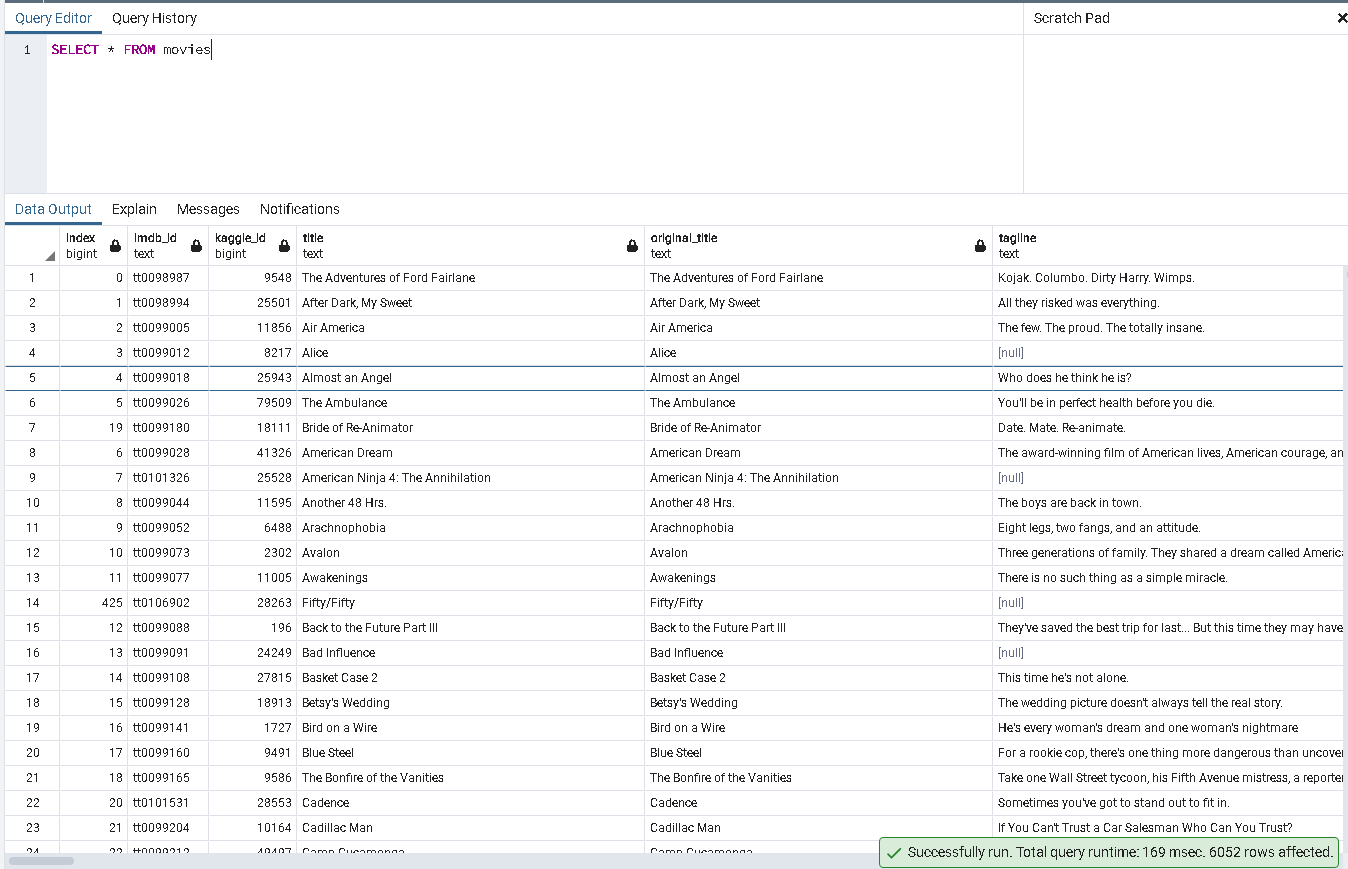 Query Editor Query History Scratch Pad
1 SELECT * FROM movies
Data Output Explain Messages Notifications
index imdb_id kaggle_id title original_title tagline
bigint text bigint text text text
1 0 tt0098987 9548 The Adventures of Ford Fairlane The Adventures of Ford Fairlane Kojak. Columbo. Dirty Harry. Wimps.
2 1 tt0098994 25501 After Dark, My Sweet After Dark, My Sweet All they risked was everything.
3 2 tt0099005 11856 Air America Air America The few. The proud. The totally insane.
4 3 tt0099012 8217 Alice Alice [null]
5 4 tt0099018 25943 Almost an Angel Almost an Angel Who does he think he is?
6 5 tt0099026 79509 The Ambulance The Ambulance You'll be in perfect health before you die.
7 19 tt0099180 18111 Bride of Re-Animator Bride of Re-Animator Date. Mate. Re-animate.
8 6 tt0099028 41326 American Dream American Dream The award-winning film of American lives, American courage, an
9 7 tt0101326 25528 American Ninja 4: The Annihilation American Ninja 4: The Annihilation [null]
10 8 tt0099044 11595 Another 48 Hrs. Another 48 Hrs. The boys are back in town.
11 9 tt0099052 6488 Arachnophobia Arachnophobia Eight legs, two fangs, and an attitude.
12 10 tt0099073 2302 Avalon Avalon Three generations of family. They shared a dream called Americ
13 11 tt0099077 11005 Awakenings Awakenings There is no such thing as a simple miracle.
14 425 tt0106902 28263 Fifty/Fifty Fifty/Fifty [null]
15 12 tt0099088 196 Back to the Future Part III Back to the Future Part III They've saved the best trip for last... But this time they may have
16 13 tt0099091 24249 Bad Influence Bad Influence [null]
17 14 tt0099108 27815 Basket Case 2 Basket Case 2 This time he's not alone.
18 15 tt0099128 18913 Betsy's Wedding Betsy's Wedding The wedding picture doesn't always tell the real story.
19 16 tt0099141 1727 Bird on a Wire Bird on a Wire He's every woman's dream and one woman's nightmare
20 17 tt0099160 9491 Blue Steel Blue Steel For a rookie cop, there's one thing more dangerous than uncove
21 18 tt0099165 9586 The Bonfire of the Vanities The Bonfire of the Vanities Take one Wall Street tycoon, his Fifth Avenue mistress, a reporte
22 20 tt0101531 28553 Cadence Cadence Sometimes you've got to stand out to fit in.
23 21 tt0099204 10164 Cadillac Man Cadillac Man If You Can't Trust a Car Salesman Who Can You Trust?
24 22 tt0099212 Camp Cucamonga Camp Cucamonga
Successfully run. Total query runtime: 169 msec. 6052 rows affected.